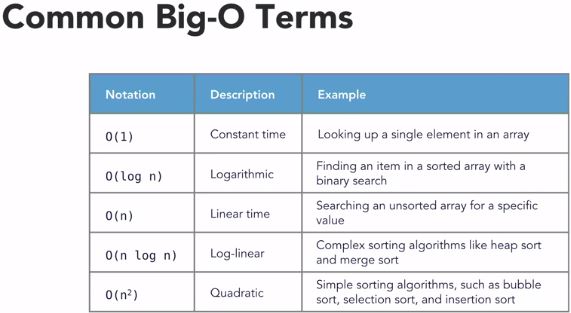 Common Big-O Terms
Notation Description Example
O(1) Constant time Looking up a single element in an array
O(log n) Logarithmic Finding an item in a sorted array with a
binary search
O(n) Linear time Searching an unsorted array for a specific
value
O(n log n) Log-linear Complex sorting algorithms like heap sort
and merge sort
O(n²) Quadratic Simple sorting algorithms, such as bubble
sort, selection sort, and insertion sort